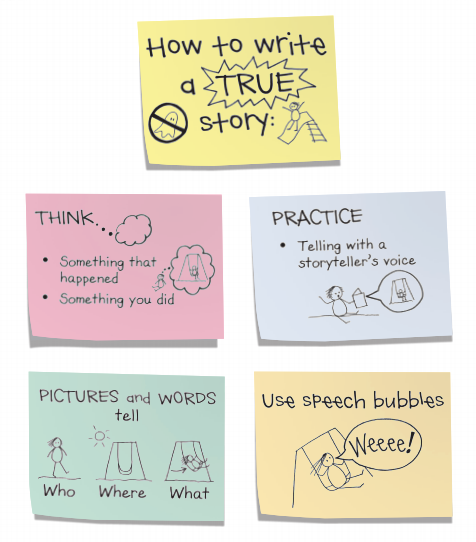 How to write
a TRUE
story:
THINK...
• Something that
happened
• Something you did
PRACTICE
• Telling with a
storyteller's voice
PICTURES and WORDS
tell
Who Where What
Use speech bubbles
Weeee!